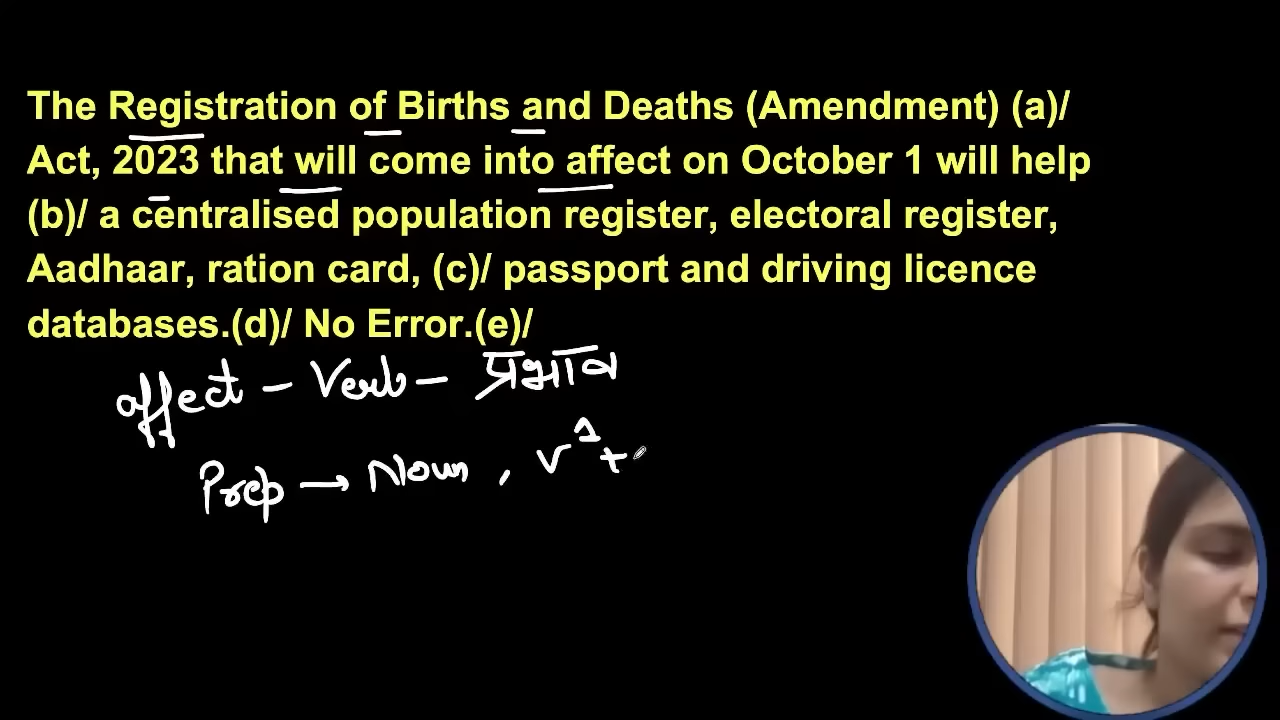 The Registration of Births and Deaths (Amendment) (a)/
Act, 2023 that will come into affect on October 1 will help
(b)/ a centralised population register, electoral register,
Aadhaar, ration card, (c)/ passport and driving licence
databases.(d)/ No Error.(e)/
affect – Verb – प्रभाव
Prep → Noun , V¹+